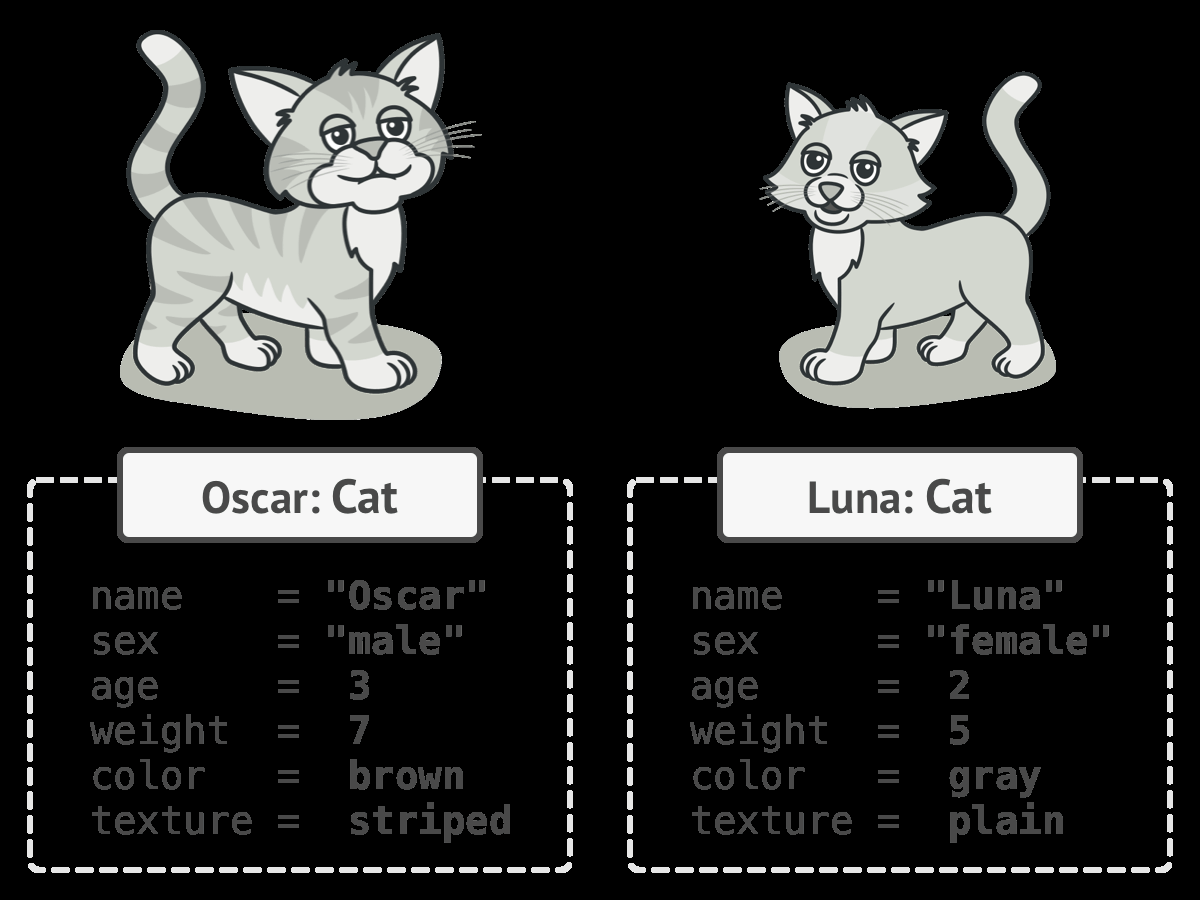 Oscar: Cat
name = "Oscar"
sex = "male"
age = 3
weight = 7
color = brown
texture = striped
Luna: Cat
name = "Luna"
sex = "female"
age = 2
weight = 5
color = gray
texture = plain